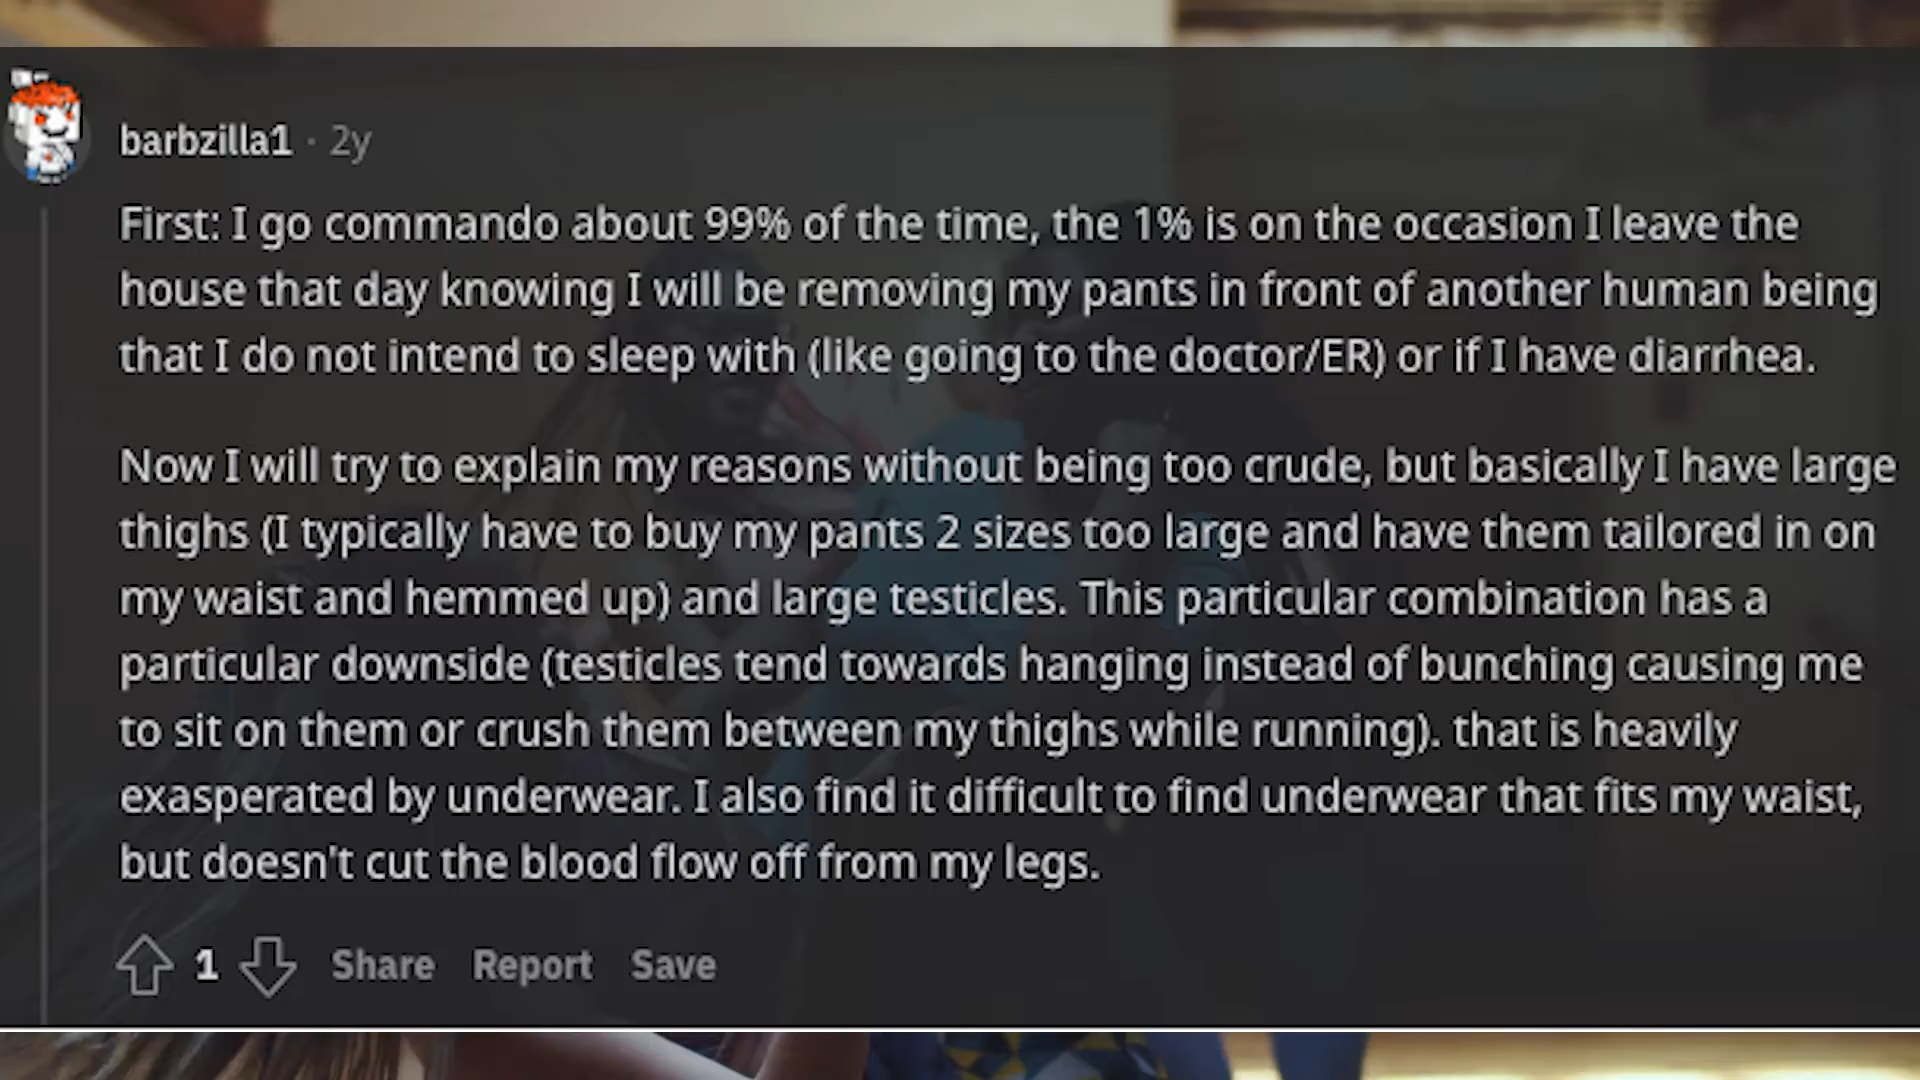 barbzilla1 · 2y
First: I go commando about 99% of the time, the 1% is on the occasion I leave the
house that day knowing I will be removing my pants in front of another human being
that I do not intend to sleep with (like going to the doctor/ER) or if I have diarrhea.
Now I will try to explain my reasons without being too crude, but basically I have large
thighs (I typically have to buy my pants 2 sizes too large and have them tailored in on
my waist and hemmed up) and large testicles. This particular combination has a
particular downside (testicles tend towards hanging instead of bunching causing me
to sit on them or crush them between my thighs while running). that is heavily
exasperated by underwear. I also find it difficult to find underwear that fits my waist,
but doesn't cut the blood flow off from my legs.
1 Share Report Save